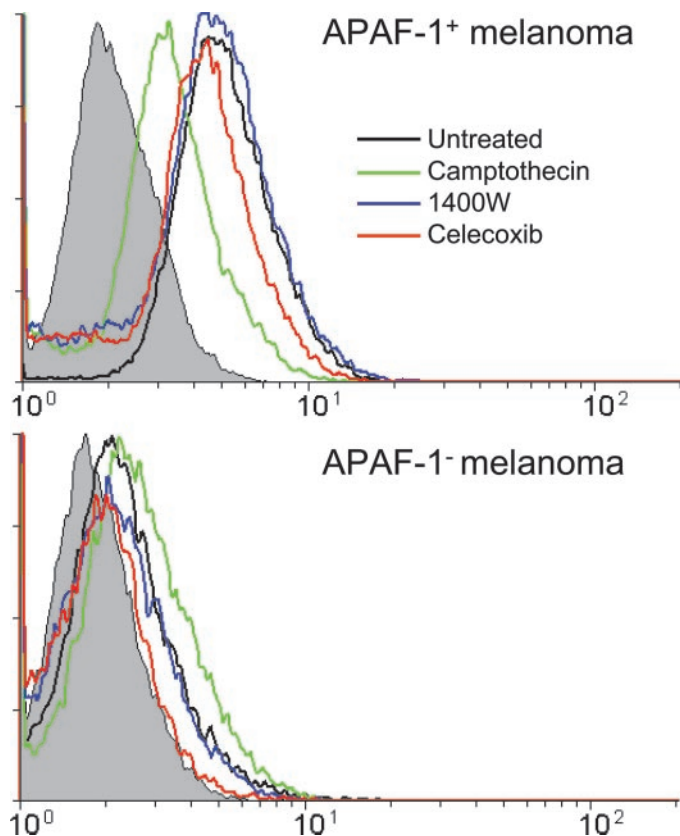 APAF-1⁺ melanoma
Untreated
Camptothecin
1400W
Celecoxib
10⁰ 10¹ 10²
APAF-1⁻ melanoma
10⁰ 10¹ 10²